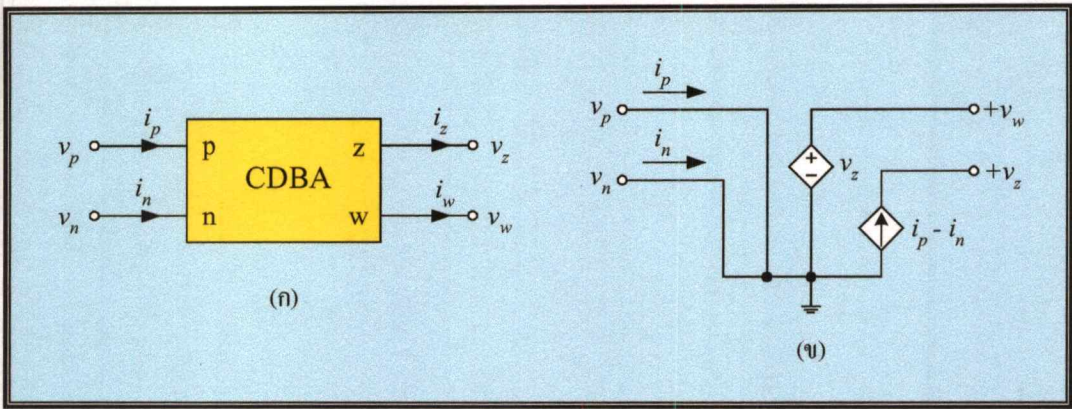 i_p
i_z
v_p
p
z
v_z
CDBA
i_n
i_w
v_n
n
w
v_w
(ก)
i_p
v_p
+v_w
i_n
v_z
+v_z
v_n
i_p - i_n
(ข)